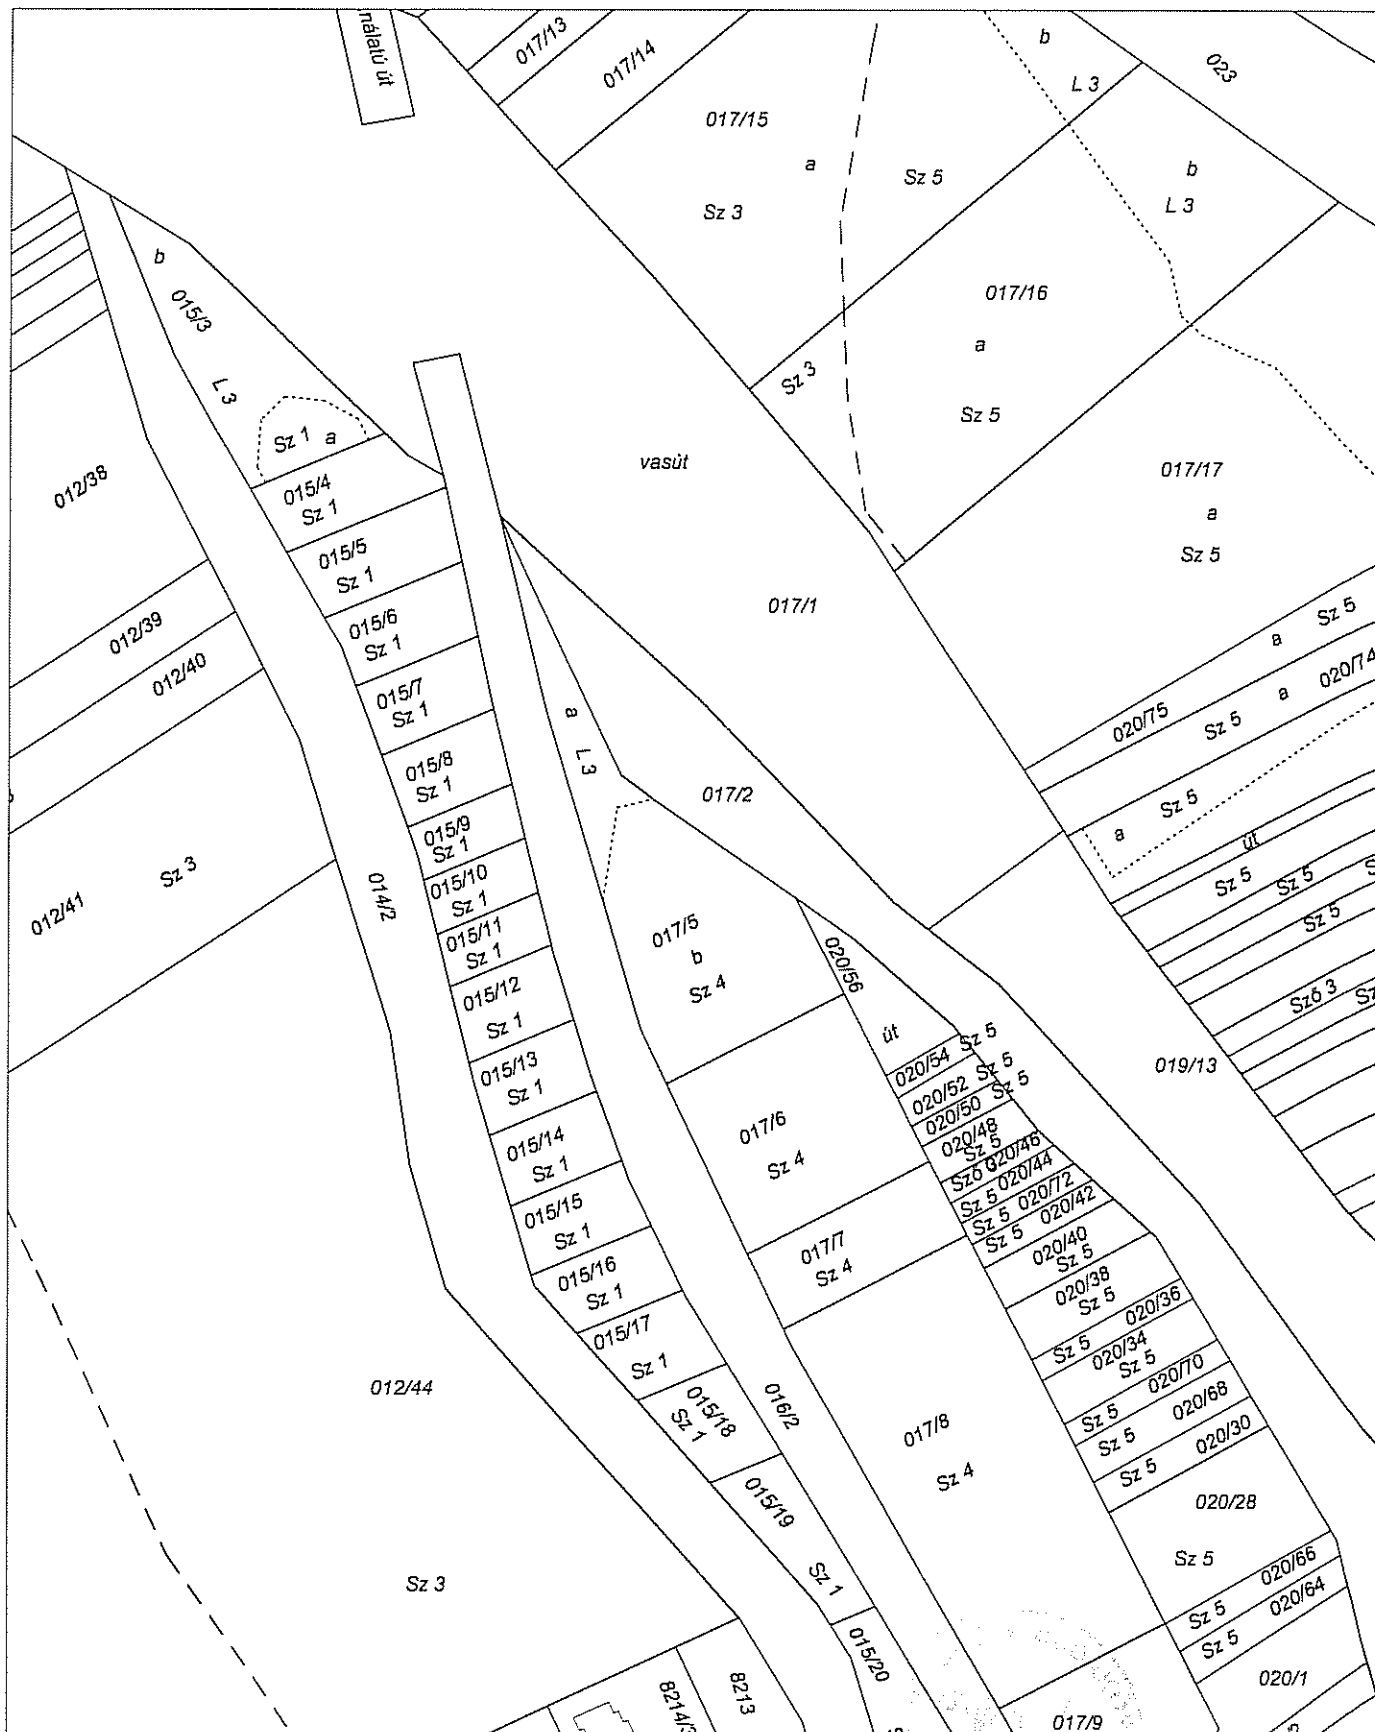 nálatú út
017/13
017/14
017/15
a
Sz 3
Sz 5
b
L 3
023
b
L 3
b
015/3
L 3
Sz 1 a
017/16
a
Sz 3
Sz 5
012/38
015/4
Sz 1
vasút
017/17
a
Sz 5
015/5
Sz 1
017/1
012/39
015/6
Sz 1
a Sz 5
012/40
015/7
Sz 1
020/75
Sz 5 a 020/74
a
L 3
015/8
Sz 1
017/2
a Sz 5
út
015/9
Sz 1
Sz 5
Sz 5
012/41
Sz 3
014/2
015/10
Sz 1
Sz 5
015/11
Sz 1
017/5
b
Sz 4
020/56
út
015/12
Sz 1
Sző 3
019/13
020/54 Sz 5
020/52 Sz 5
020/50 Sz 5
015/13
Sz 1
017/6
Sz 4
020/48
Sz 5
020/46
015/14
Sz 1
Sz 5 020/44
Sz 5 020/72
Sz 5 020/42
015/15
Sz 1
017/7
Sz 4
020/40
Sz 5
015/16
Sz 1
020/38
Sz 5
015/17
Sz 1
Sz 5 020/36
020/34
Sz 5
012/44
015/18
Sz 1
016/2
017/8
Sz 4
Sz 5 020/70
Sz 5 020/68
Sz 5 020/30
015/19
Sz 1
020/28
Sz 5
Sz 3
Sz 5 020/66
Sz 5 020/64
015/20
8214/3
8213
017/9
020/1